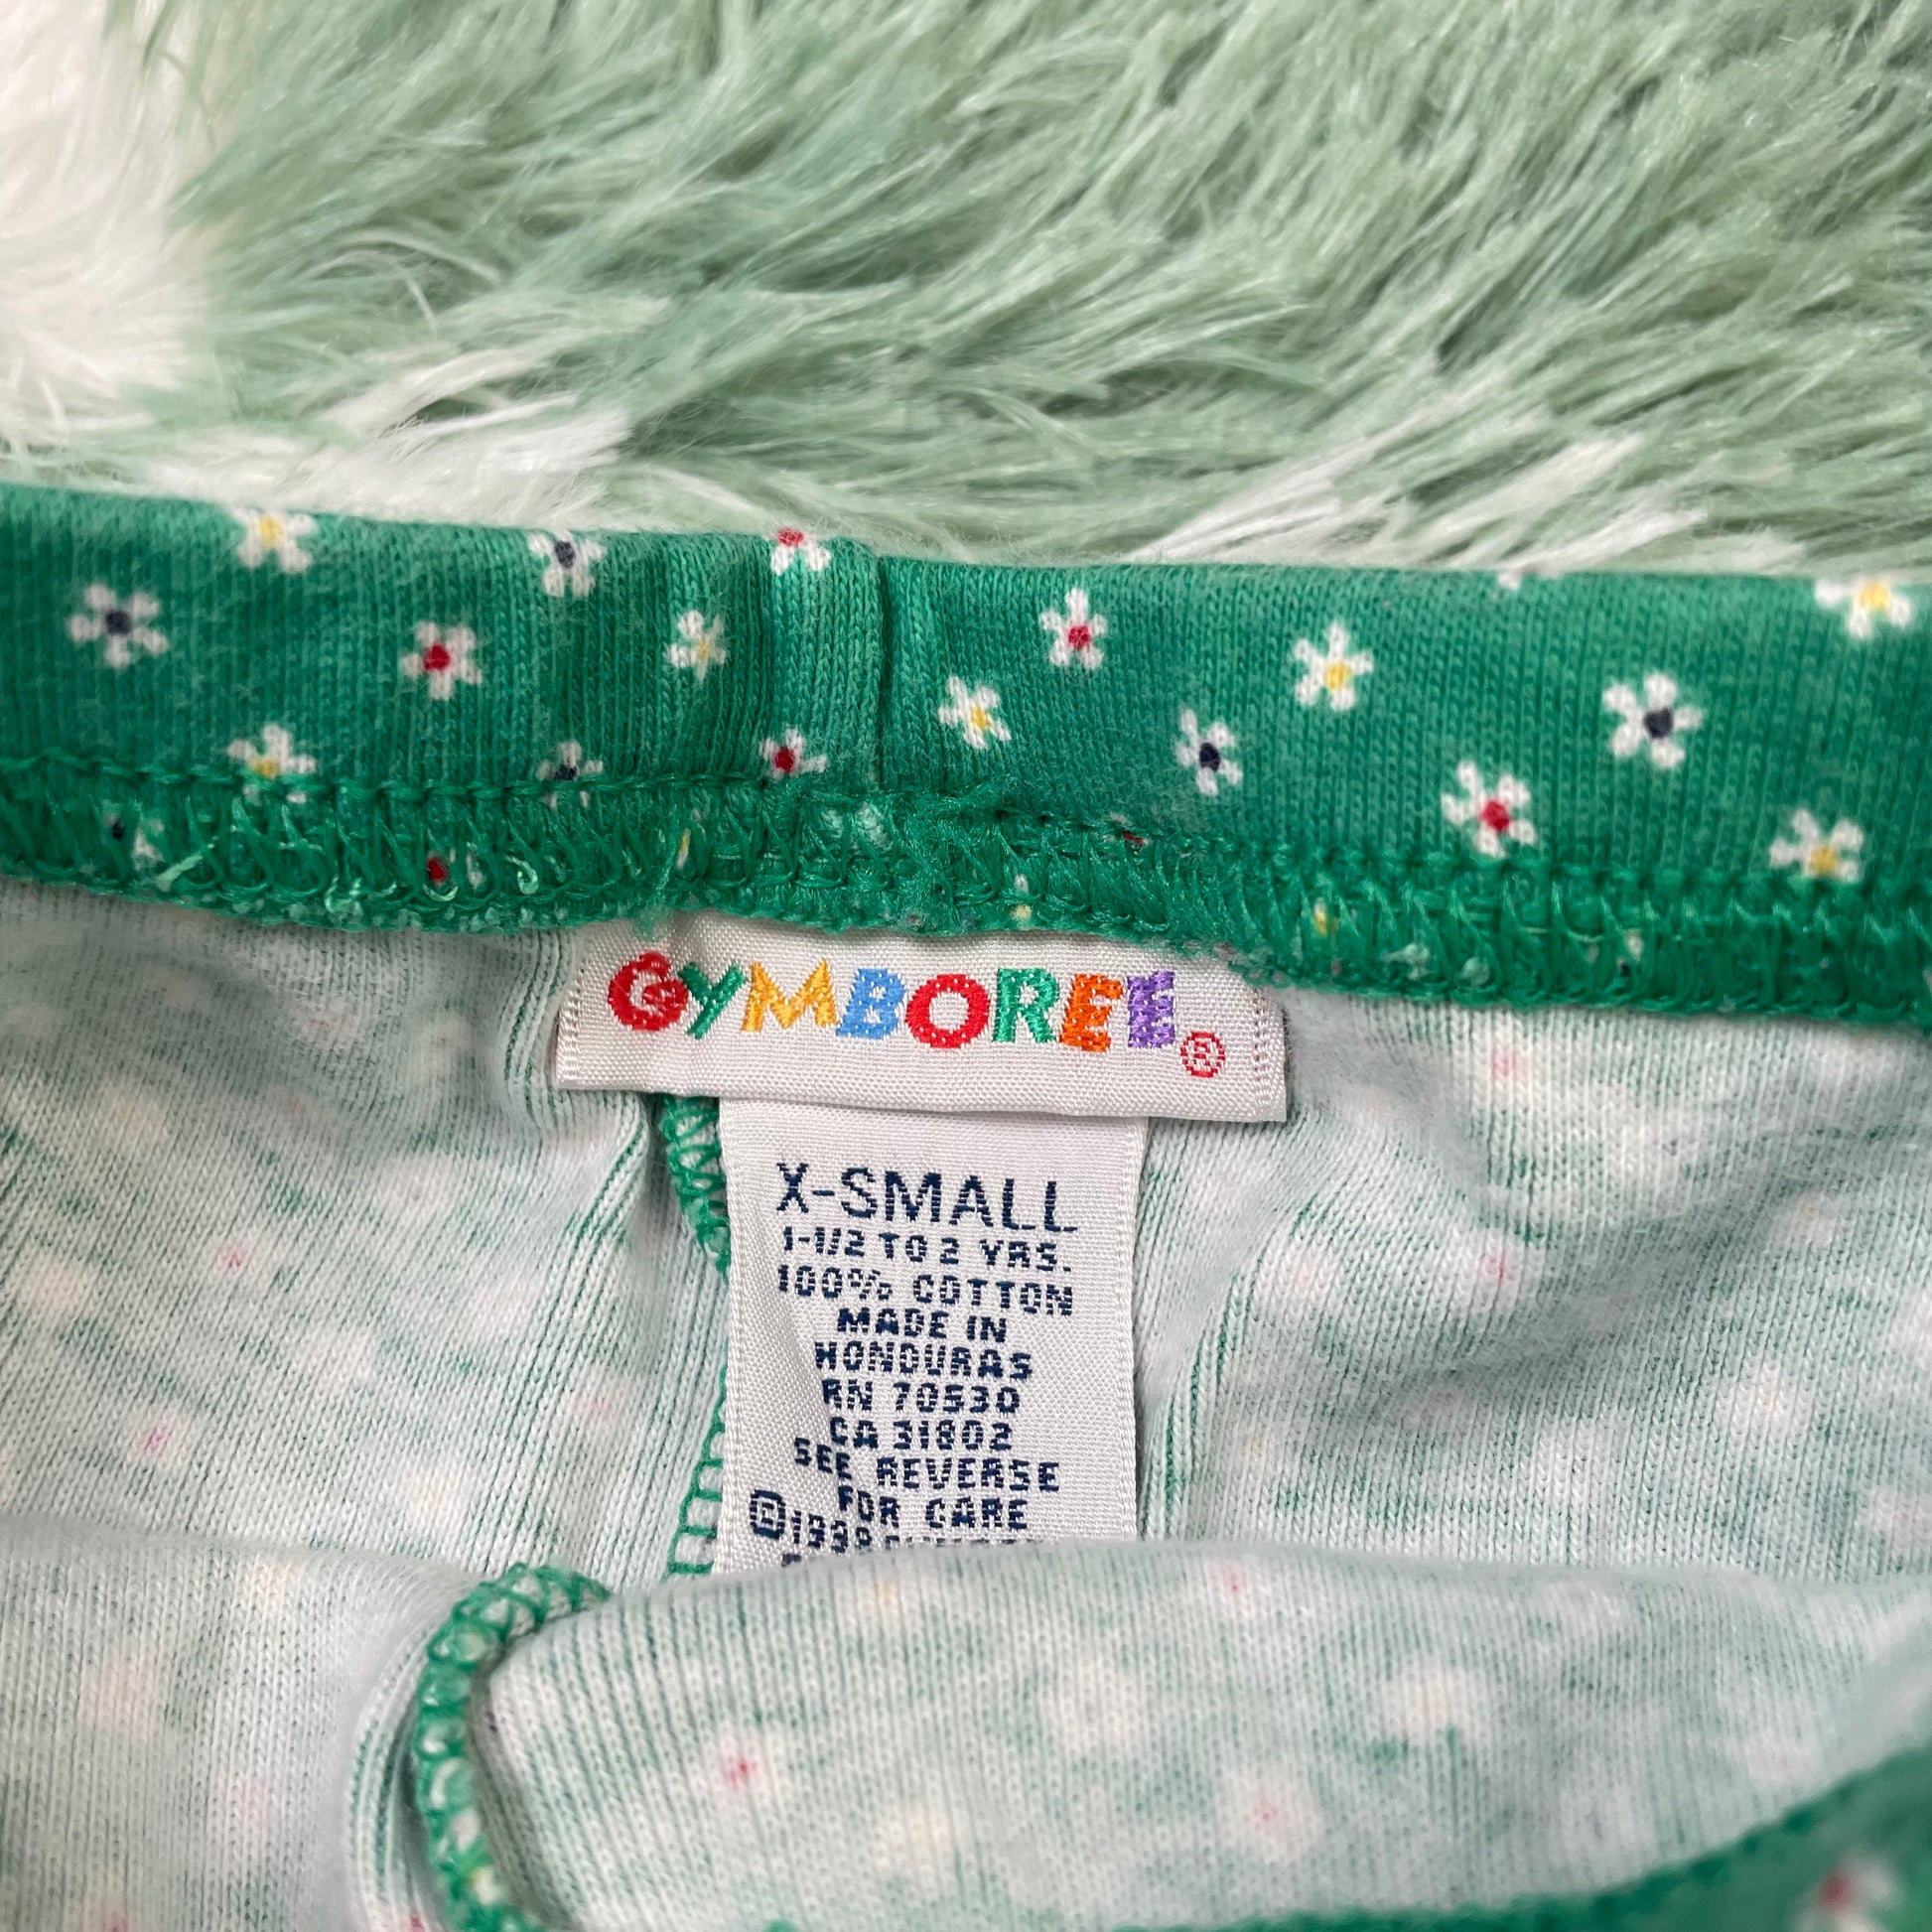 GYMBOREE®
X-SMALL
1-1/2 TO 2 YRS.
100% COTTON
MADE IN
HONDURAS
RN 70530
CA 31802
SEE REVERSE
FOR CARE
©